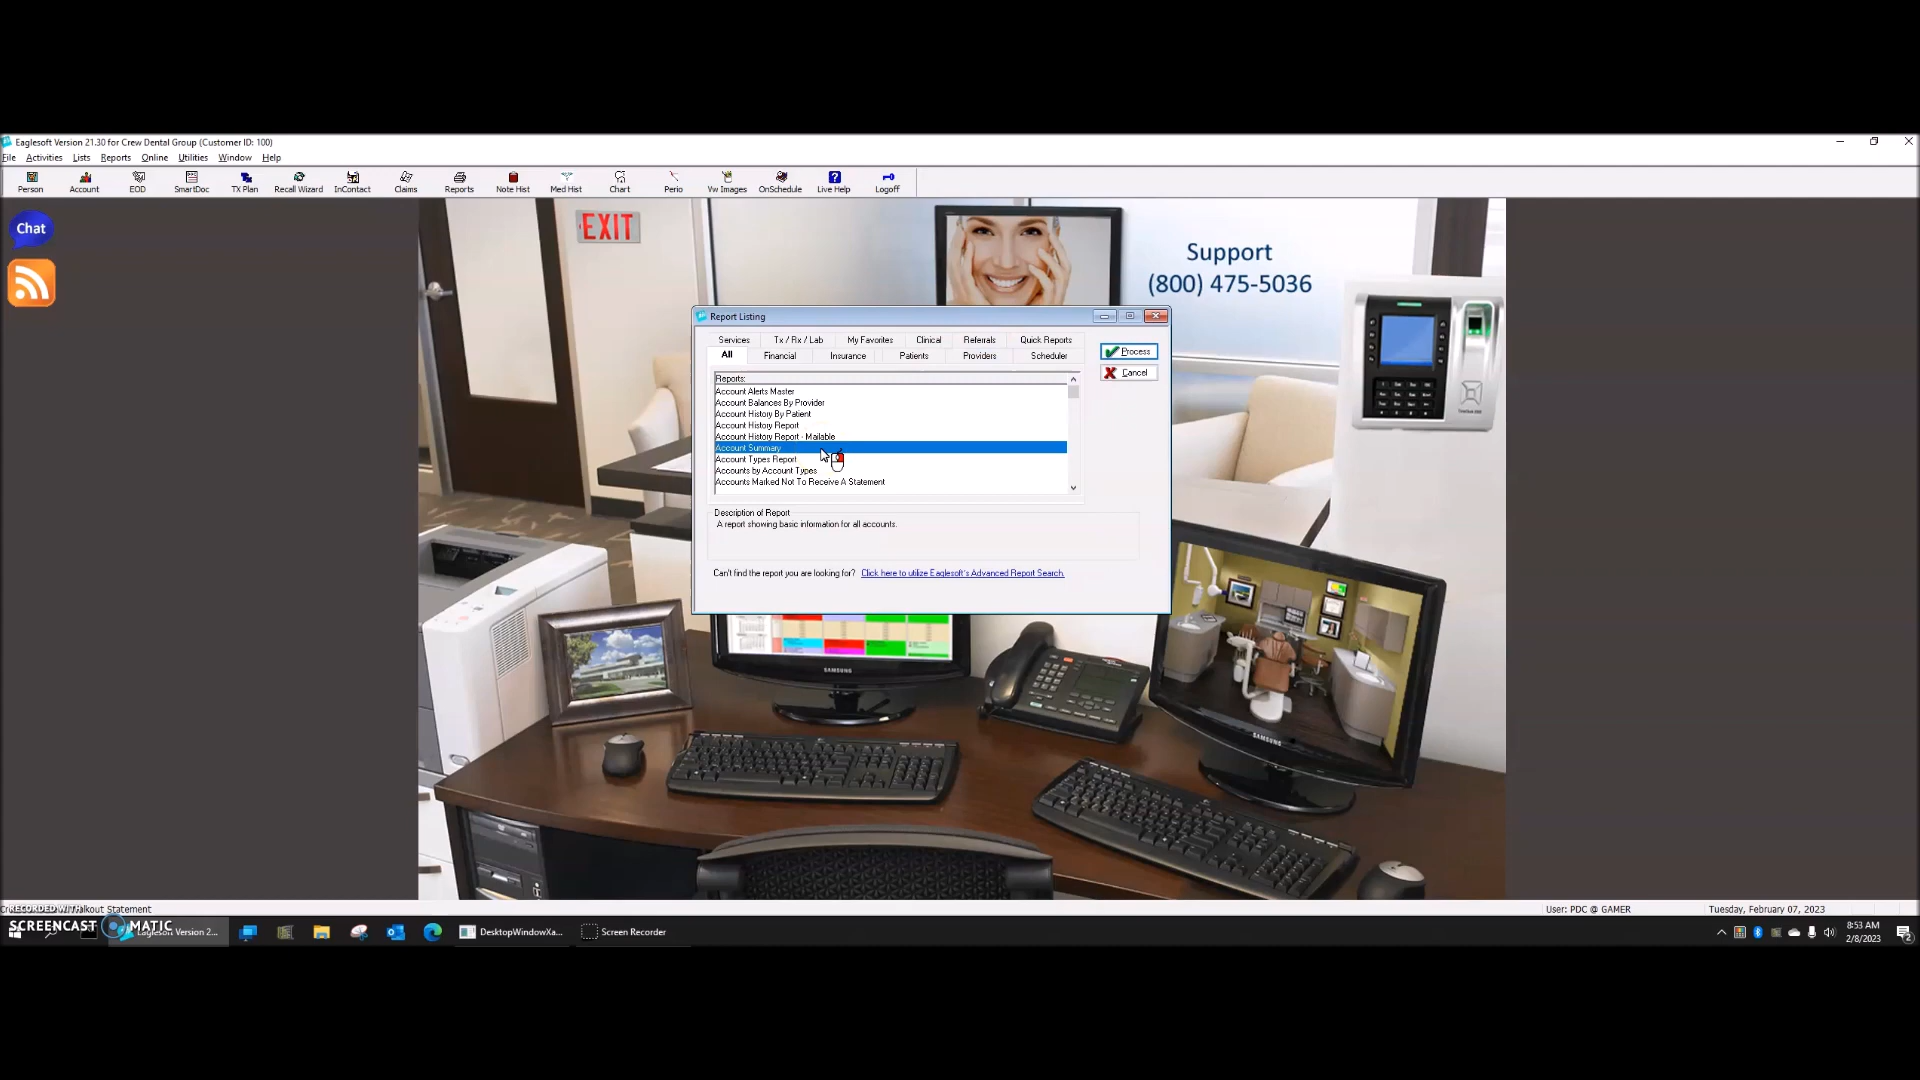 Eaglesoft Version 21.30 for Crew Dental Group (Customer ID: 100)
File Activities Lists Reports Online Utilities Window Help
Person Account EOD SmartDoc TX Plan Recall Wizard InContact Claims Reports Note Hist Med Hist Chart Perio Vw Images OnSchedule Live Help Logoff
Chat
EXIT
Support
(800) 475-5036
Report Listing
Services Tx / Rx / Lab My Favorites Clinical Referrals Quick Reports
All Financial Insurance Patients Providers Scheduler
Process
Cancel
Reports:
Account Alerts Master
Account Balances By Provider
Account History By Patient
Account History Report
Account History Report - Mailable
Account Summary
Account Types Report
Accounts by Account Types
Accounts Marked Not To Receive A Statement
Description of Report
A report showing basic information for all accounts.
Can't find the report you are looking for? Click here to utilize Eaglesoft's Advanced Report Search.
SAMSUNG
SAMSUNG
RECORDED WITH
alkout Statement
User: PDC @ GAMER
Tuesday, February 07, 2023
SCREENCAST MATIC
Eaglesoft Version 2...
DesktopWindowXa...
Screen Recorder
8:53 AM
2/8/2023
2